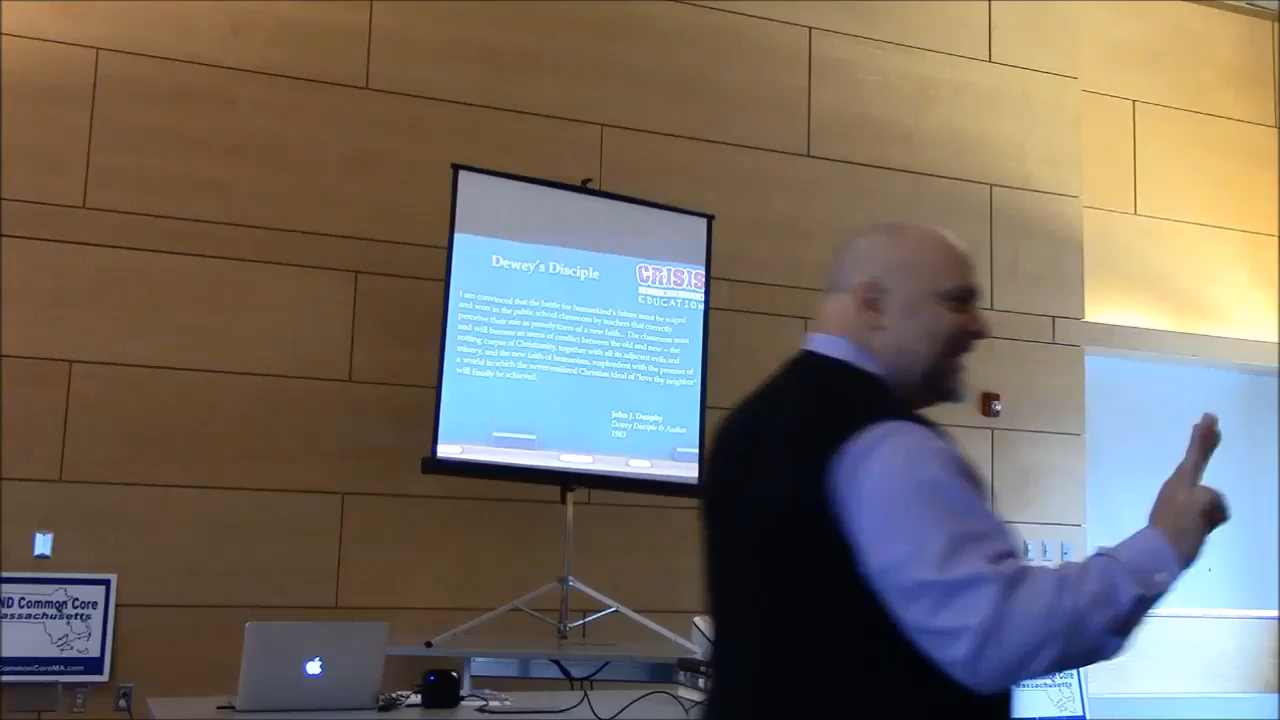 Dewey's Disciple
CRISIS
EDUCATION
I am convinced that the battle for humankind's future must be waged
and won in the public school classroom by teachers that correctly
perceive their role as proselytizers of a new faith... The classroom must
and will become an arena of conflict between the old and new – the
rotting corpse of Christianity, together with all its adjacent evils and
misery, and the new faith of humanism, resplendent with the promise of
a world in which the never-realized Christian ideal of "love thy neighbor"
will finally be achieved.
John J. Dunphy
Dewey Disciple & Author
1983
ND Common Core
assachusetts
CommonCoreMA.com
Core
assachusetts